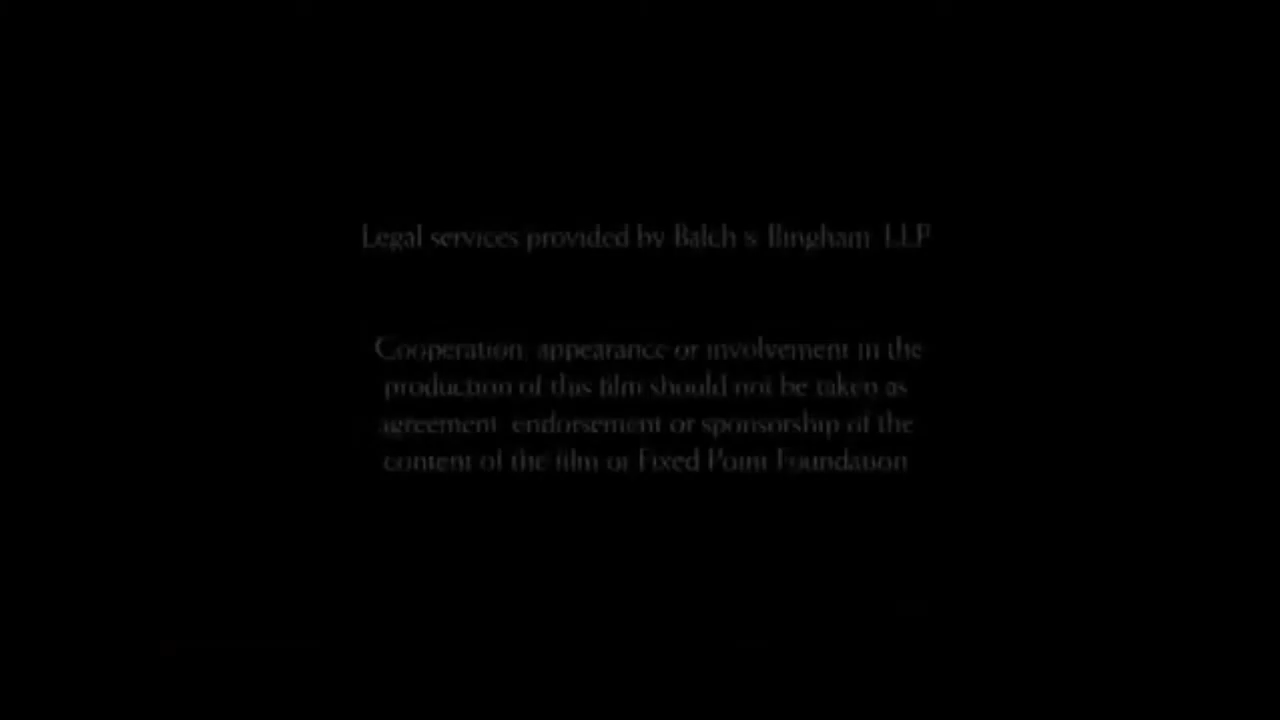 Legal services provided by Balch & Bingham, LLP
Cooperation, appearance or involvement in the
production of this film should not be taken as
agreement, endorsement or sponsorship of the
content of the film or Fixed Point Foundation